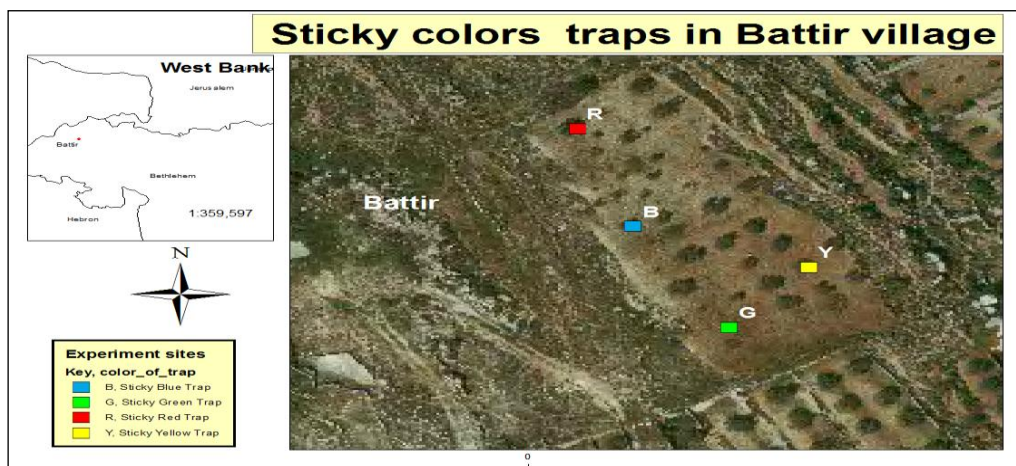 Sticky colors traps in Battir village
West Bank
Jerusalem
Battir
Bethlehem
Hebron
1:359,597
N
R
Battir
B
Y
G
Experiment sites
Key, color_of_trap
B, Sticky Blue Trap
G, Sticky Green Trap
R, Sticky Red Trap
Y, Sticky Yellow Trap
0